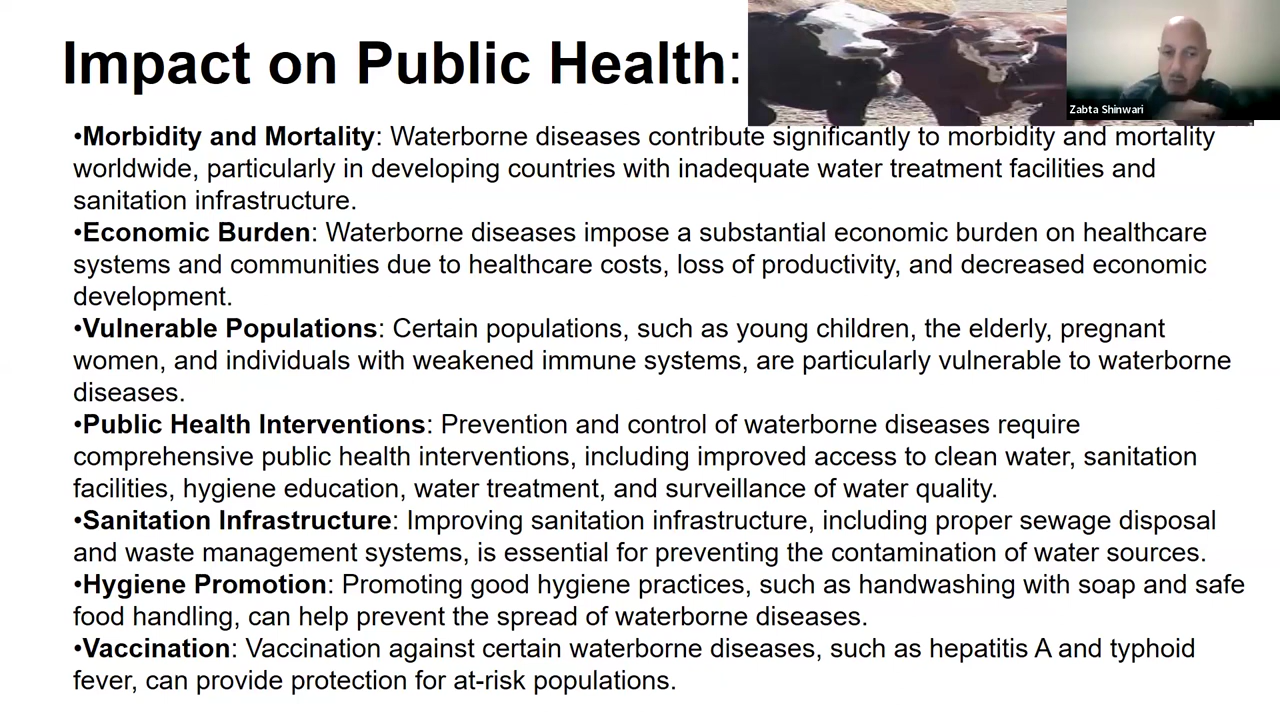 Impact on Public Health:
Zabta Shinwari
•Morbidity and Mortality: Waterborne diseases contribute significantly to morbidity and mortality
worldwide, particularly in developing countries with inadequate water treatment facilities and
sanitation infrastructure.
•Economic Burden: Waterborne diseases impose a substantial economic burden on healthcare
systems and communities due to healthcare costs, loss of productivity, and decreased economic
development.
•Vulnerable Populations: Certain populations, such as young children, the elderly, pregnant
women, and individuals with weakened immune systems, are particularly vulnerable to waterborne
diseases.
•Public Health Interventions: Prevention and control of waterborne diseases require
comprehensive public health interventions, including improved access to clean water, sanitation
facilities, hygiene education, water treatment, and surveillance of water quality.
•Sanitation Infrastructure: Improving sanitation infrastructure, including proper sewage disposal
and waste management systems, is essential for preventing the contamination of water sources.
•Hygiene Promotion: Promoting good hygiene practices, such as handwashing with soap and safe
food handling, can help prevent the spread of waterborne diseases.
•Vaccination: Vaccination against certain waterborne diseases, such as hepatitis A and typhoid
fever, can provide protection for at-risk populations.